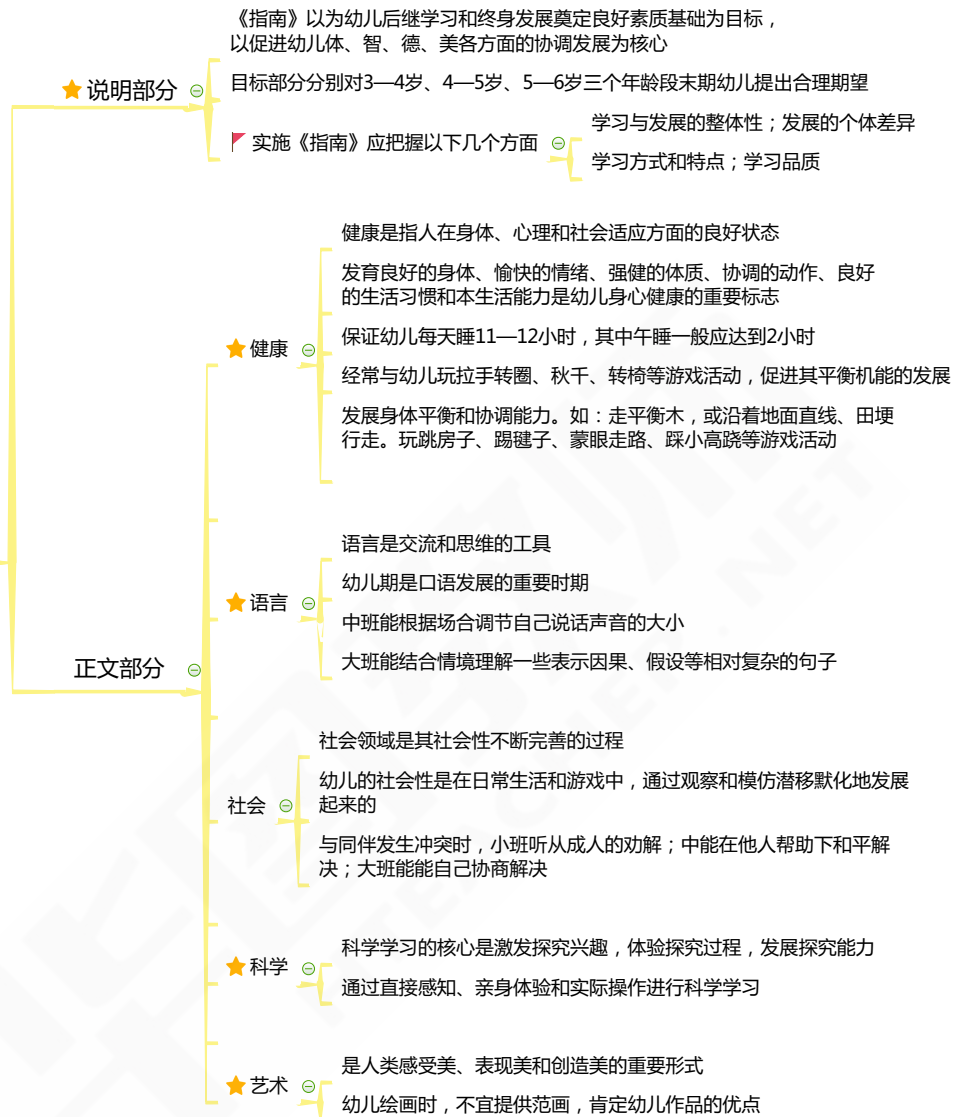 《指南》以为幼儿后继学习和终身发展奠定良好素质基础为目标，
以促进幼儿体、智、德、美各方面的协调发展为核心
说明部分
目标部分分别对3—4岁、4—5岁、5—6岁三个年龄段末期幼儿提出合理期望
实施《指南》应把握以下几个方面
学习与发展的整体性；发展的个体差异
学习方式和特点；学习品质
正文部分
健康
健康是指人在身体、心理和社会适应方面的良好状态
发育良好的身体、愉快的情绪、强健的体质、协调的动作、良好
的生活习惯和本生活能力是幼儿身心健康的重要标志
保证幼儿每天睡11—12小时，其中午睡一般应达到2小时
经常与幼儿玩拉手转圈、秋千、转椅等游戏活动，促进其平衡机能的发展
发展身体平衡和协调能力。如：走平衡木，或沿着地面直线、田埂
行走。玩跳房子、踢毽子、蒙眼走路、踩小高跷等游戏活动
语言
语言是交流和思维的工具
幼儿期是口语发展的重要时期
中班能根据场合调节自己说话声音的大小
大班能结合情境理解一些表示因果、假设等相对复杂的句子
社会
社会领域是其社会性不断完善的过程
幼儿的社会性是在日常生活和游戏中，通过观察和模仿潜移默化地发展
起来的
与同伴发生冲突时，小班听从成人的劝解；中能在他人帮助下和平解
决；大班能能自己协商解决
科学
科学学习的核心是激发探究兴趣，体验探究过程，发展探究能力
通过直接感知、亲身体验和实际操作进行科学学习
艺术
是人类感受美、表现美和创造美的重要形式
幼儿绘画时，不宜提供范画，肯定幼儿作品的优点